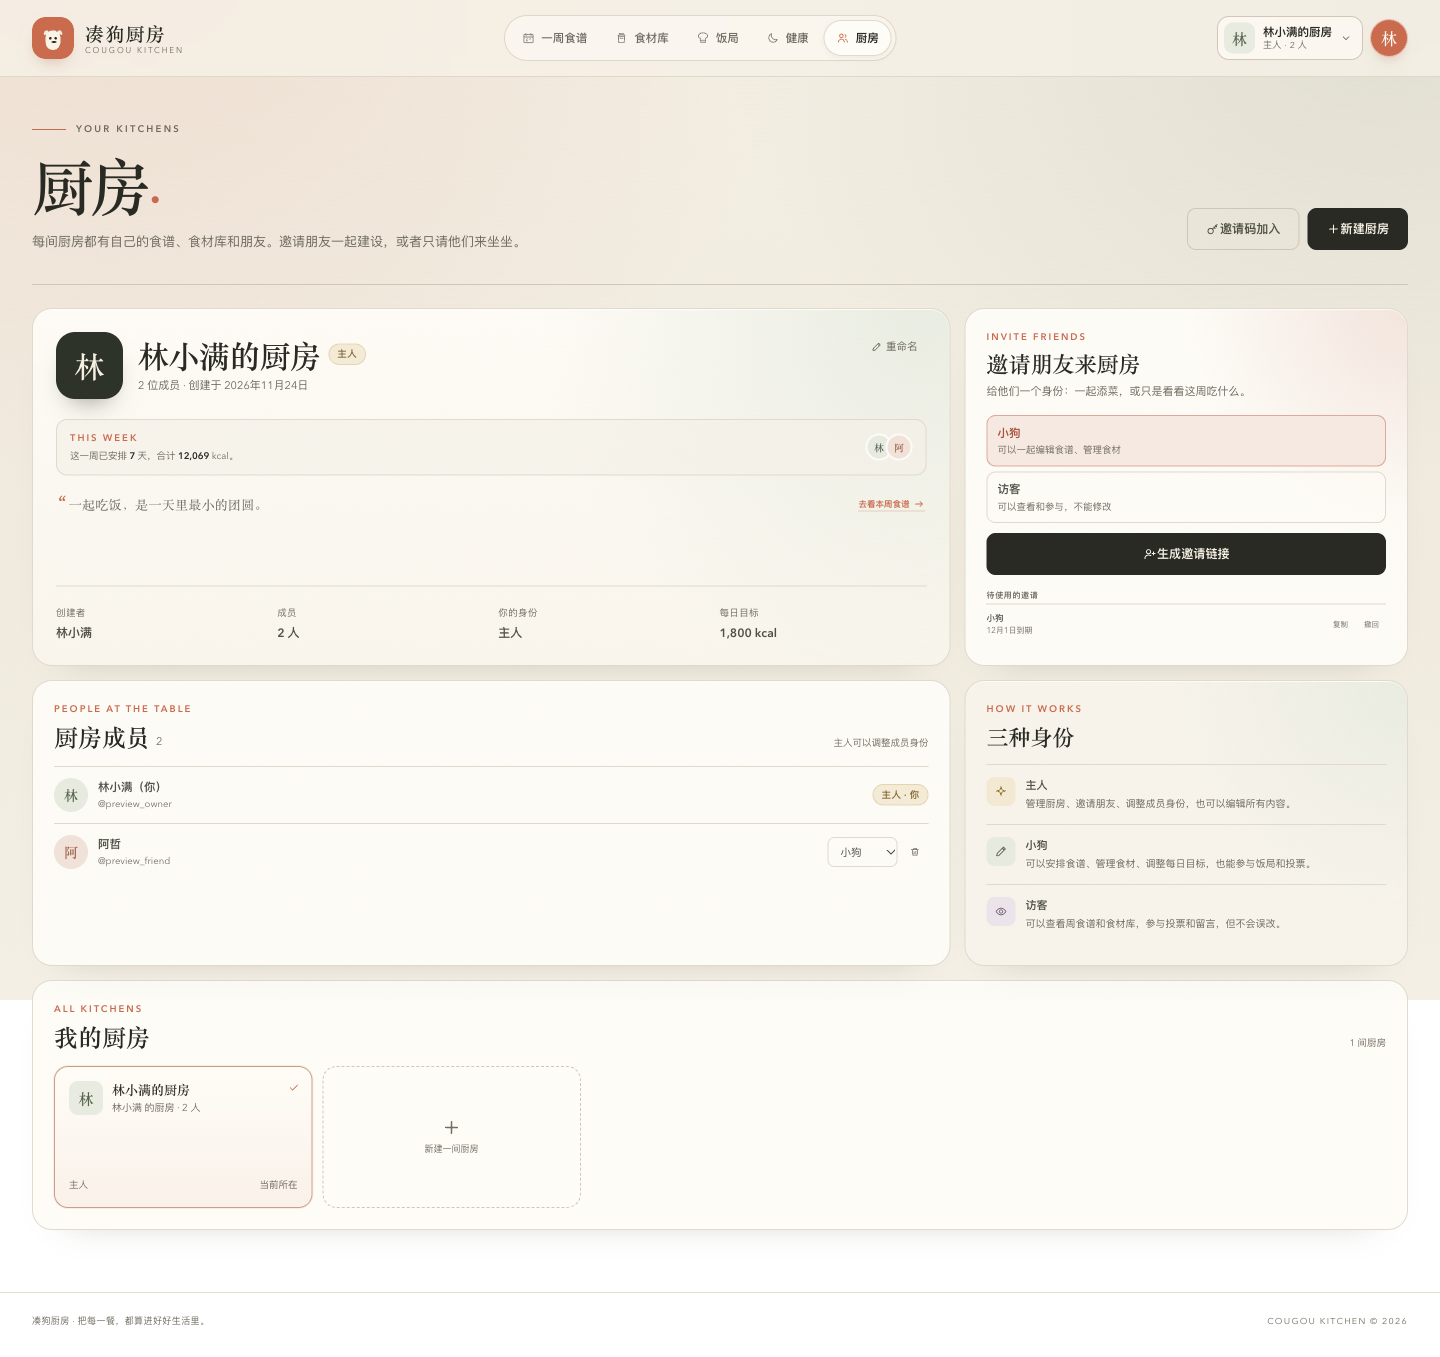 凑狗厨房
COUGOU KITCHEN
一周食谱
食材库
饭局
健康
厨房
林
林小满的厨房
主人 · 2 人
林
YOUR KITCHENS
厨房.
每间厨房都有自己的食谱、食材库和朋友。邀请朋友一起建设，或者只请他们来坐坐。
邀请码加入
新建厨房
林
林小满的厨房
主人
2 位成员 · 创建于 2026年11月24日
重命名
THIS WEEK
这一周已安排 7 天，合计 12,069 kcal。
林
阿
“一起吃饭，是一天里最小的团圆。
去看本周食谱 →
创建者
林小满
成员
2 人
你的身份
主人
每日目标
1,800 kcal
INVITE FRIENDS
邀请朋友来厨房
给他们一个身份：一起添菜，或只是看看这周吃什么。
小狗
可以一起编辑食谱、管理食材
访客
可以查看和参与，不能修改
生成邀请链接
待使用的邀请
小狗
12月1日到期
复制
撤回
PEOPLE AT THE TABLE
厨房成员 2
主人可以调整成员身份
林
林小满（你）
@preview_owner
主人 · 你
阿
阿哲
@preview_friend
小狗
HOW IT WORKS
三种身份
主人
管理厨房、邀请朋友、调整成员身份，也可以编辑所有内容。
小狗
可以安排食谱、管理食材、调整每日目标，也能参与饭局和投票。
访客
可以查看周食谱和食材库，参与投票和留言，但不会误改。
ALL KITCHENS
我的厨房
1 间厨房
林
林小满的厨房
林小满 的厨房 · 2 人
主人
当前所在
新建一间厨房
凑狗厨房 · 把每一餐，都算进好好生活里。
COUGOU KITCHEN © 2026